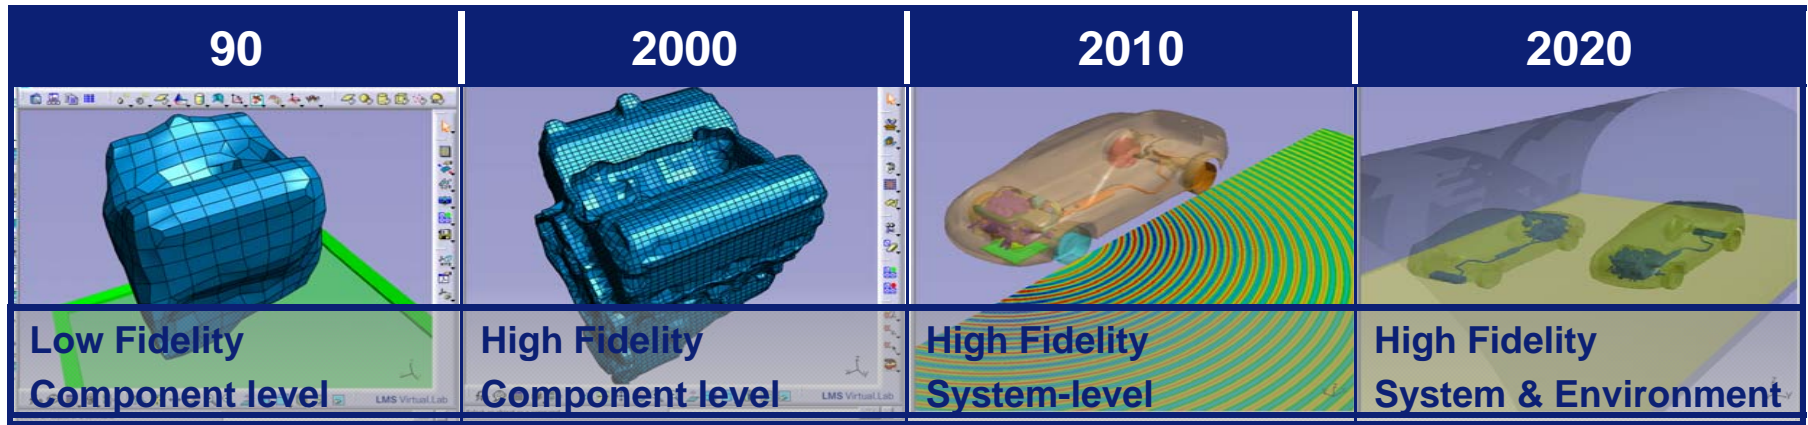 90
2000
2010
2020
Low Fidelity
Component level
LMS Virtual.Lab
High Fidelity
Component level
LMS Virtual.Lab
High Fidelity
System-level
High Fidelity
System & Environment